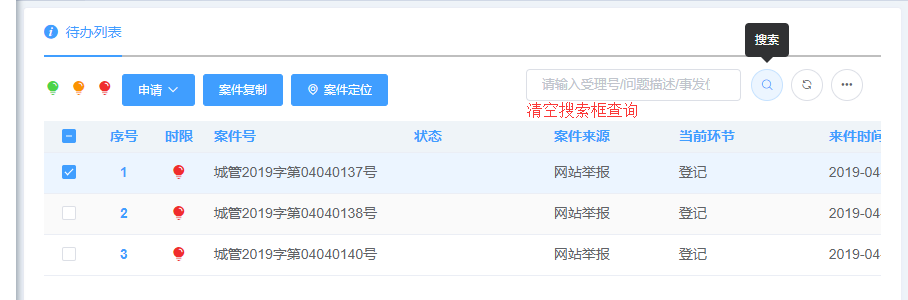 待办列表
搜索
申请 案件复制 案件定位 请输入受理号/问题描述/事发位
清空搜索框查询
序号 时限 案件号 状态 案件来源 当前环节 来件时间
1 城管2019字第04040137号 网站举报 登记 2019-04
2 城管2019字第04040138号 网站举报 登记 2019-04
3 城管2019字第04040140号 网站举报 登记 2019-04